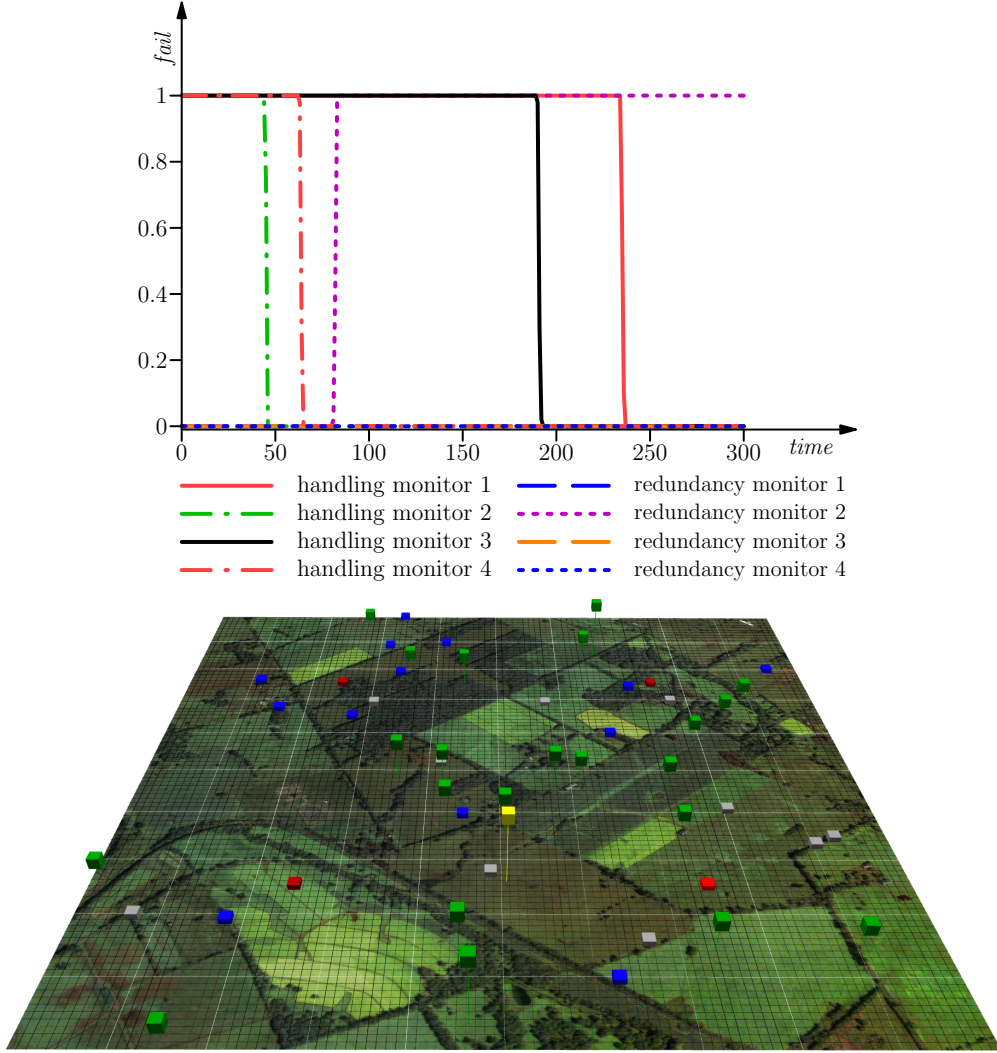 fail
1
0.8
0.6
0.4
0.2
0
0 50 100 150 200 250 300
time
handling monitor 1 redundancy monitor 1
handling monitor 2 redundancy monitor 2
handling monitor 3 redundancy monitor 3
handling monitor 4 redundancy monitor 4